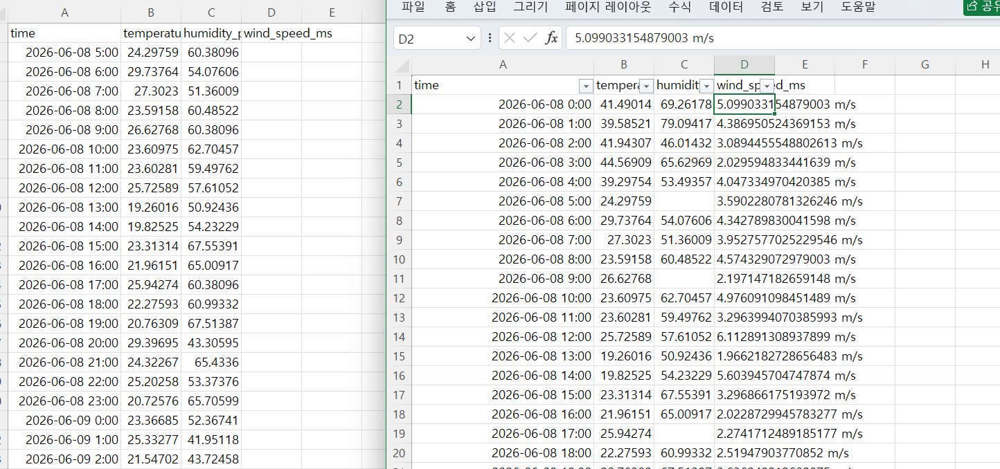 A B C D E
time temperatu humidity_p wind_speed_ms
2026-06-08 5:00 24.29759 60.38096
2026-06-08 6:00 29.73764 54.07606
2026-06-08 7:00 27.3023 51.36009
2026-06-08 8:00 23.59158 60.48522
2026-06-08 9:00 26.62768 60.38096
2026-06-08 10:00 23.60975 62.70457
2026-06-08 11:00 23.60281 59.49762
2026-06-08 12:00 25.72589 57.61052
2026-06-08 13:00 19.26016 50.92436
2026-06-08 14:00 19.82525 54.23229
2026-06-08 15:00 23.31314 67.55391
2026-06-08 16:00 21.96151 65.00917
2026-06-08 17:00 25.94274 60.38096
2026-06-08 18:00 22.27593 60.99332
2026-06-08 19:00 20.76309 67.51387
2026-06-08 20:00 29.39695 43.30595
2026-06-08 21:00 24.32267 65.4336
2026-06-08 22:00 25.20258 53.37376
2026-06-08 23:00 20.72576 65.70599
2026-06-09 0:00 23.36685 52.36741
2026-06-09 1:00 25.33277 41.95118
2026-06-09 2:00 21.54702 43.72458
파일 홈 삽입 그리기 페이지 레이아웃 수식 데이터 검토 보기 도움말 공유
D2 fx 5.099033154879003 m/s
A B C D E F G H
1 time tempera humidit wind_speed_ms
2 2026-06-08 0:00 41.49014 69.26178 5.099033154879003 m/s
3 2026-06-08 1:00 39.58521 79.09417 4.386950524369153 m/s
4 2026-06-08 2:00 41.94307 46.01432 3.0894455548802613 m/s
5 2026-06-08 3:00 44.56909 65.62969 2.029594833441639 m/s
6 2026-06-08 4:00 39.29754 53.49357 4.047334970420385 m/s
7 2026-06-08 5:00 24.29759 3.5902280781326246 m/s
8 2026-06-08 6:00 29.73764 54.07606 4.342789830041598 m/s
9 2026-06-08 7:00 27.3023 51.36009 3.9527577025229546 m/s
10 2026-06-08 8:00 23.59158 60.48522 4.574329072979003 m/s
11 2026-06-08 9:00 26.62768 2.197147182659148 m/s
12 2026-06-08 10:00 23.60975 62.70457 4.976091098451489 m/s
13 2026-06-08 11:00 23.60281 59.49762 3.2963994070385993 m/s
14 2026-06-08 12:00 25.72589 57.61052 6.112891308937899 m/s
15 2026-06-08 13:00 19.26016 50.92436 1.9662182728656483 m/s
16 2026-06-08 14:00 19.82525 54.23229 5.603945704747874 m/s
17 2026-06-08 15:00 23.31314 67.55391 3.296866175193972 m/s
18 2026-06-08 16:00 21.96151 65.00917 2.0228729945783277 m/s
19 2026-06-08 17:00 25.94274 2.2741712489185177 m/s
20 2026-06-08 18:00 22.27593 60.99332 2.51947903770852 m/s